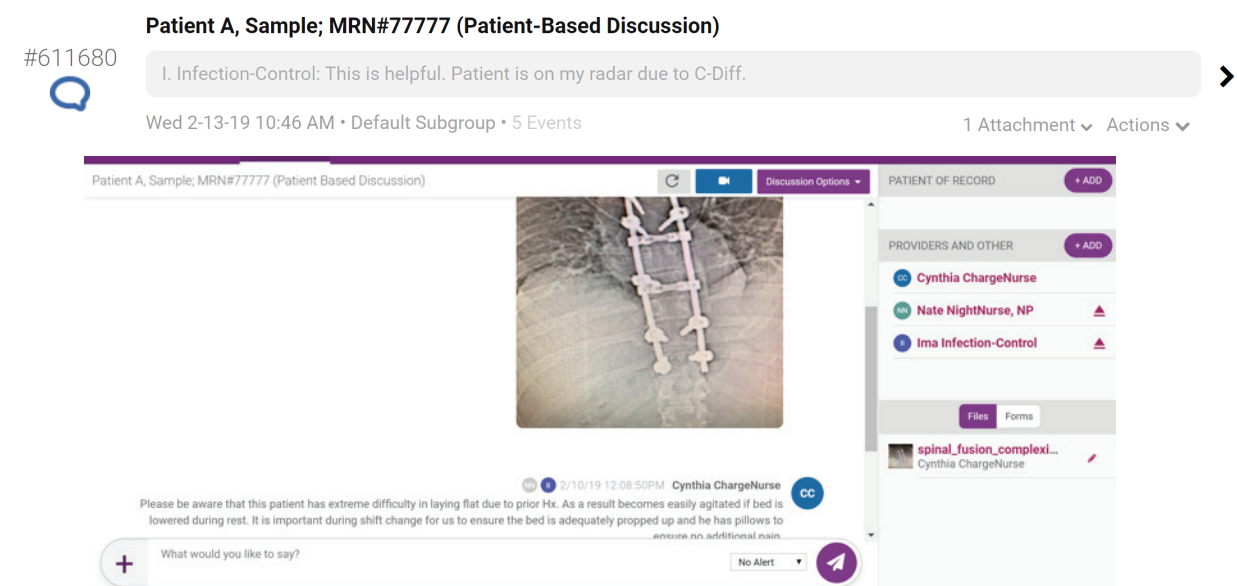 Patient A, Sample; MRN#77777 (Patient-Based Discussion)
#611680
I. Infection-Control: This is helpful. Patient is on my radar due to C-Diff.
Wed 2-13-19 10:46 AM • Default Subgroup • 5 Events
1 Attachment Actions
Patient A, Sample; MRN#77777 (Patient Based Discussion)
Discussion Options
PATIENT OF RECORD
+ ADD
PROVIDERS AND OTHER
+ ADD
CC Cynthia ChargeNurse
NN Nate NightNurse, NP
II Ima Infection-Control
Files Forms
spinal_fusion_complexi...
Cynthia ChargeNurse
NN II 2/10/19 12:08:50PM Cynthia ChargeNurse
CC
Please be aware that this patient has extreme difficulty in laying flat due to prior Hx. As a result becomes easily agitated if bed is
lowered during rest. It is important during shift change for us to ensure the bed is adequately propped up and he has pillows to
ensure no additional pain.
+
What would you like to say?
No Alert